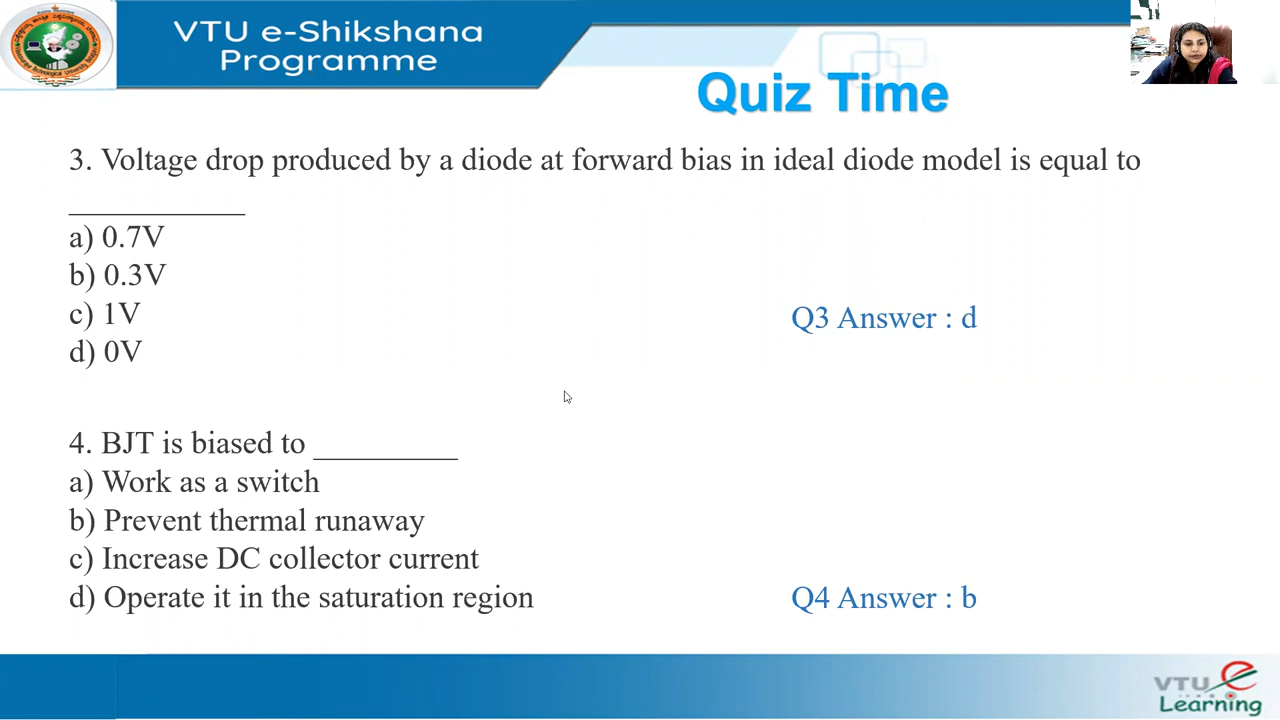 VTU e-Shikshana
Programme
Quiz Time
3. Voltage drop produced by a diode at forward bias in ideal diode model is equal to
___________
a) 0.7V
b) 0.3V
c) 1V
Q3 Answer : d
d) 0V
4. BJT is biased to _________
a) Work as a switch
b) Prevent thermal runaway
c) Increase DC collector current
d) Operate it in the saturation region
Q4 Answer : b
VTU e
Learning